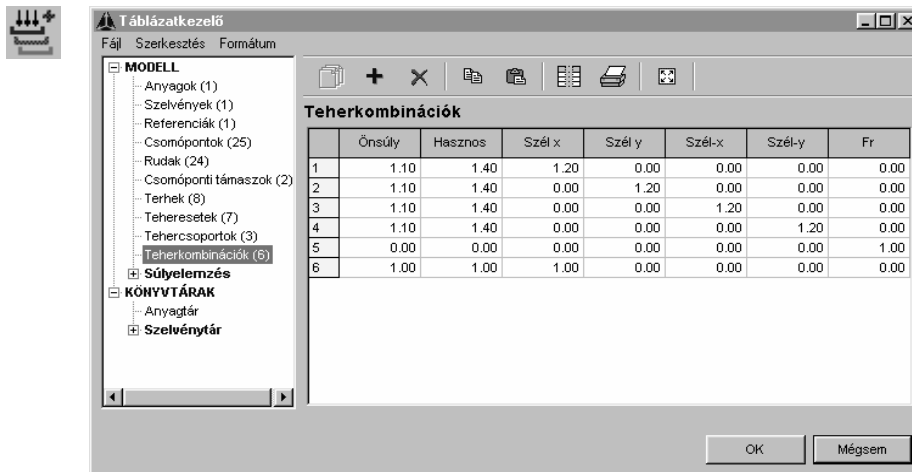 Táblázatkezelő
Fájl Szerkesztés Formátum
MODELL
Anyagok (1)
Szelvények (1)
Referenciák (1)
Csomópontok (25)
Rudak (24)
Csomóponti támaszok (2)
Terhek (8)
Teheresetek (7)
Tehercsoportok (3)
Teherkombinációk (6)
Súlyelemzés
KÖNYVTÁRAK
Anyagtár
Szelvénytár
Teherkombinációk
Önsúly Hasznos Szél x Szél y Szél-x Szél-y Fr
1 1.10 1.40 1.20 0.00 0.00 0.00 0.00
2 1.10 1.40 0.00 1.20 0.00 0.00 0.00
3 1.10 1.40 0.00 0.00 1.20 0.00 0.00
4 1.10 1.40 0.00 0.00 0.00 1.20 0.00
5 0.00 0.00 0.00 0.00 0.00 0.00 1.00
6 1.00 1.00 1.00 0.00 0.00 0.00 0.00
OK Mégsem